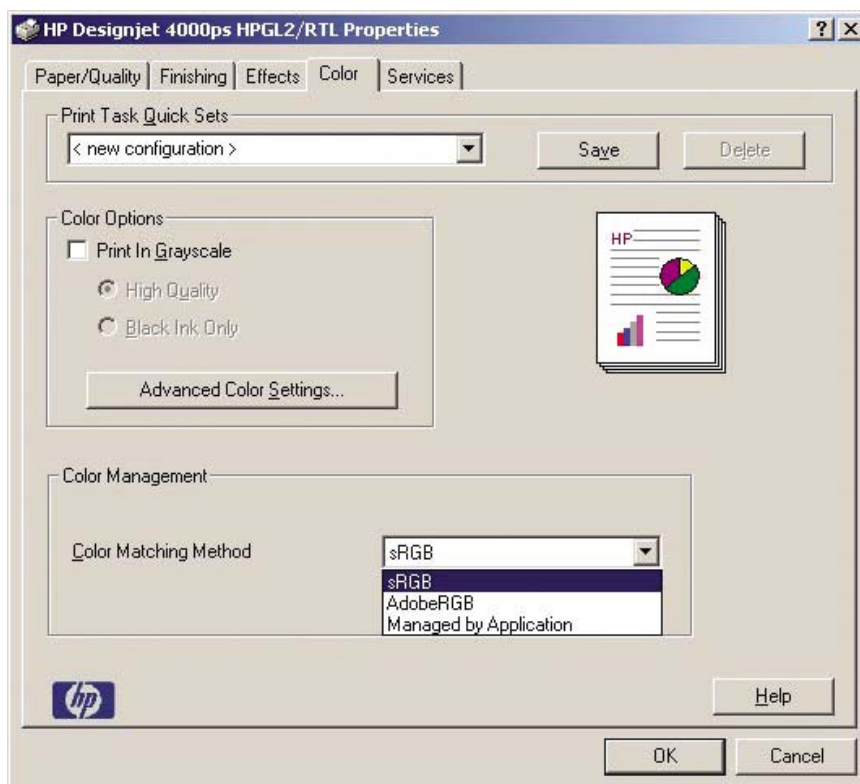 HP Designjet 4000ps HPGL2/RTL Properties
Paper/Quality Finishing Effects Color Services
Print Task Quick Sets
< new configuration >
Save
Delete
Color Options
Print In Grayscale
High Quality
Black Ink Only
Advanced Color Settings...
HP
Color Management
Color Matching Method
sRGB
sRGB
AdobeRGB
Managed by Application
hp
Help
OK
Cancel